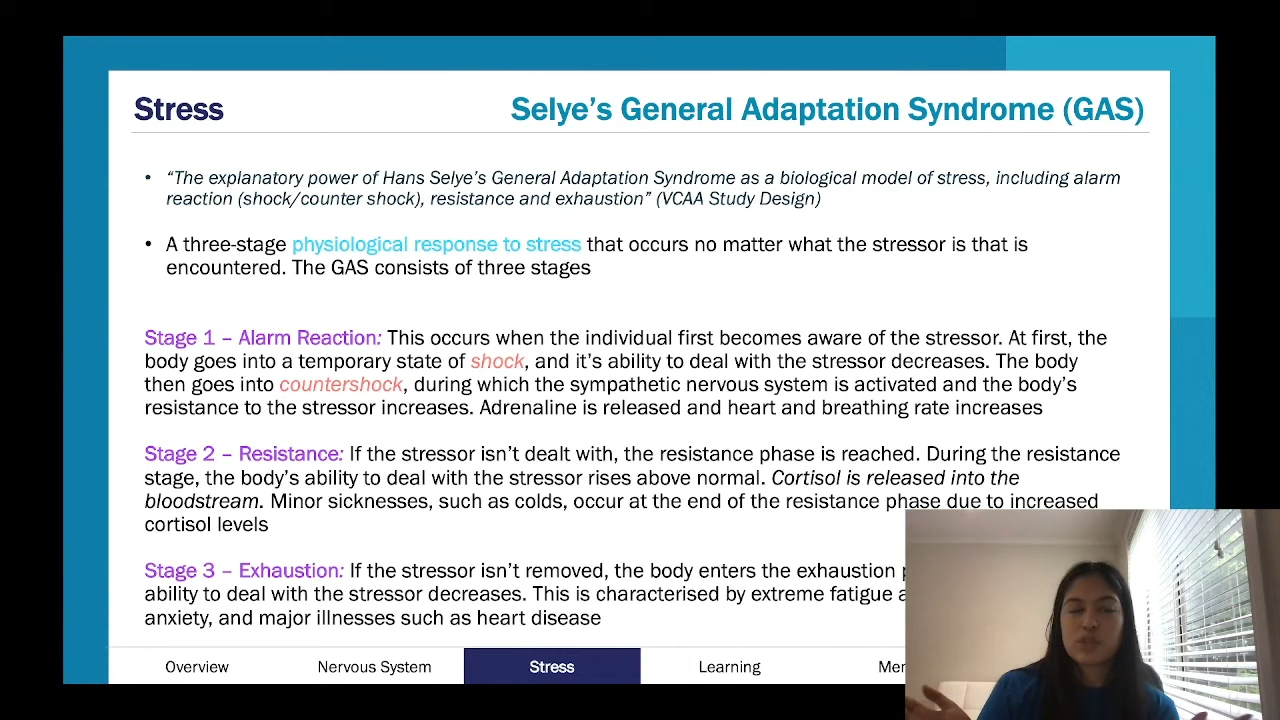 Stress
Selye's General Adaptation Syndrome (GAS)
• "The explanatory power of Hans Selye's General Adaptation Syndrome as a biological model of stress, including alarm
reaction (shock/counter shock), resistance and exhaustion" (VCAA Study Design)
• A three-stage physiological response to stress that occurs no matter what the stressor is that is
encountered. The GAS consists of three stages
Stage 1 – Alarm Reaction: This occurs when the individual first becomes aware of the stressor. At first, the
body goes into a temporary state of shock, and it's ability to deal with the stressor decreases. The body
then goes into countershock, during which the sympathetic nervous system is activated and the body's
resistance to the stressor increases. Adrenaline is released and heart and breathing rate increases
Stage 2 – Resistance: If the stressor isn't dealt with, the resistance phase is reached. During the resistance
stage, the body's ability to deal with the stressor rises above normal. Cortisol is released into the
bloodstream. Minor sicknesses, such as colds, occur at the end of the resistance phase due to increased
cortisol levels
Stage 3 – Exhaustion: If the stressor isn't removed, the body enters the exhaustion
ability to deal with the stressor decreases. This is characterised by extreme fatigue
anxiety, and major illnesses such as heart disease
Overview Nervous System Stress Learning